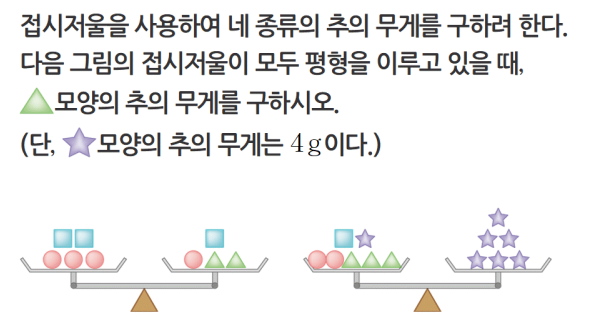 접시저울을 사용하여 네 종류의 추의 무게를 구하려 한다.
다음 그림의 접시저울이 모두 평형을 이루고 있을 때,
모양의 추의 무게를 구하시오.
(단, 모양의 추의 무게는 4g이다.)